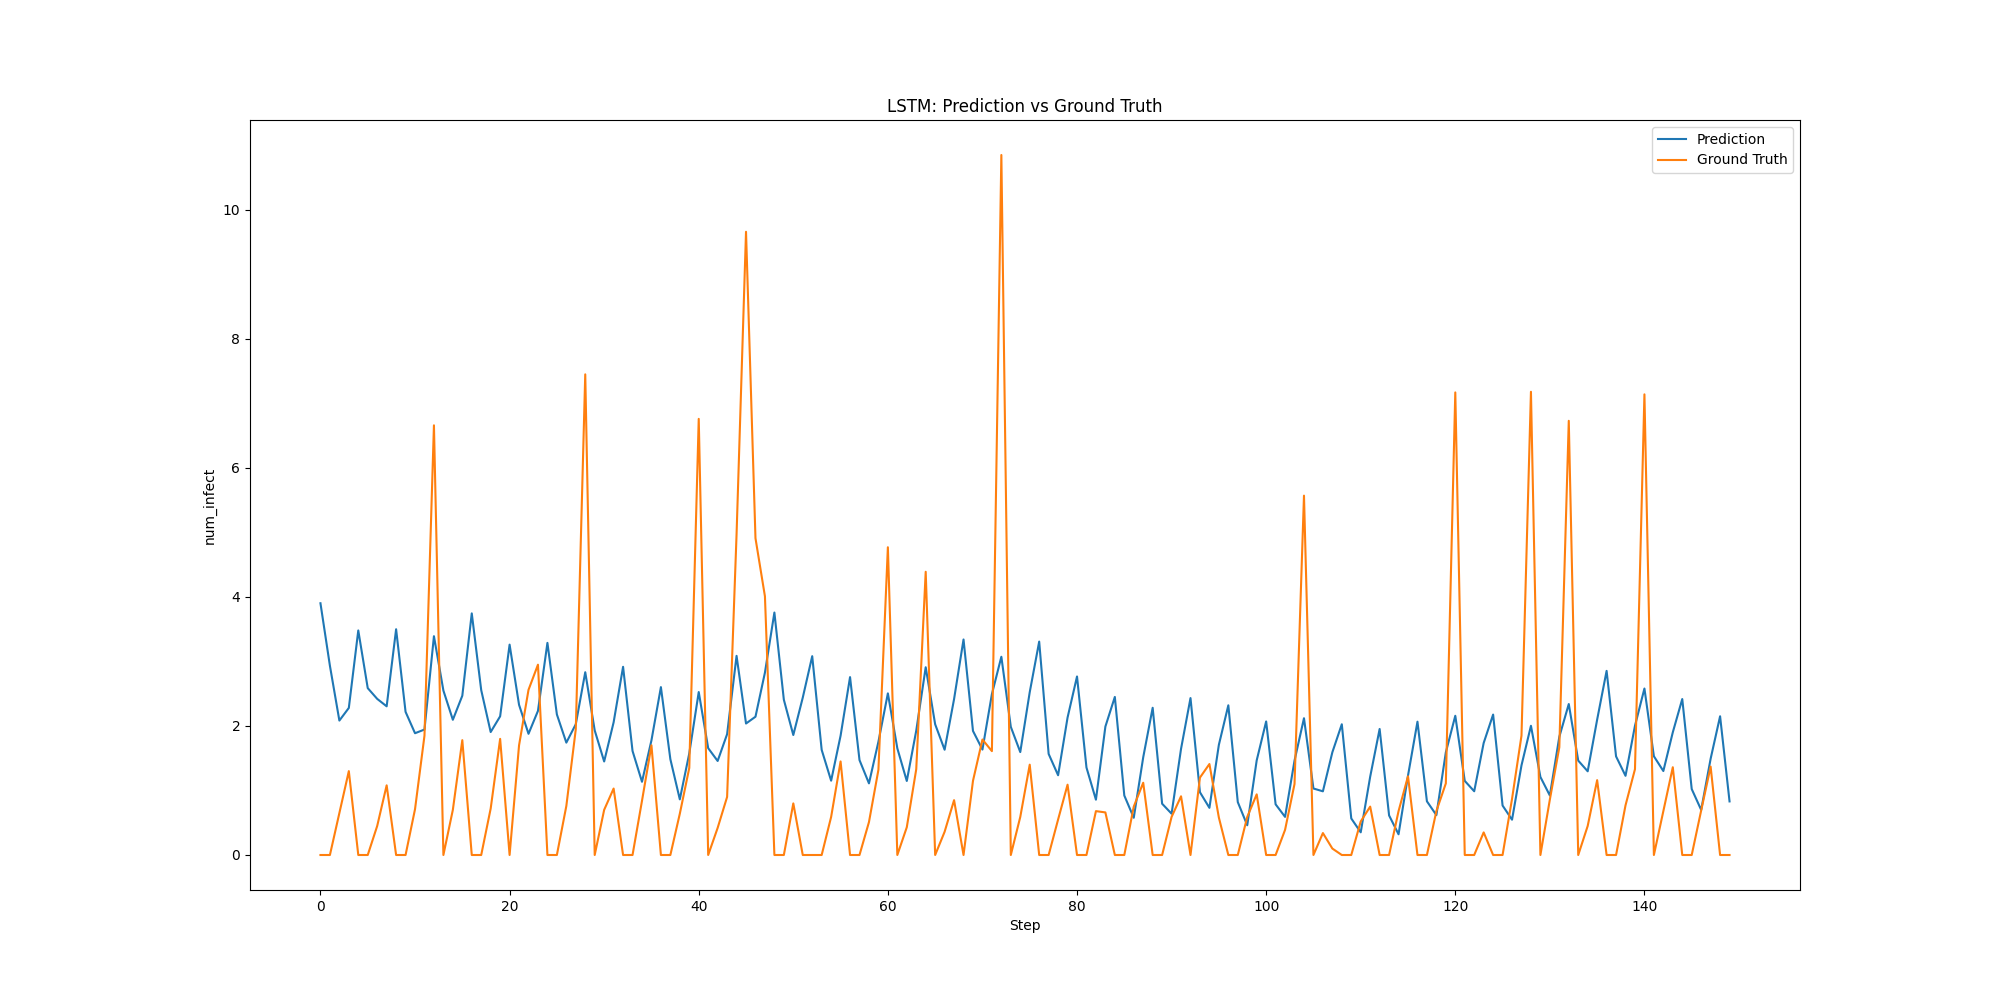 LSTM: Prediction vs Ground Truth
Prediction
Ground Truth
10
8
6
4
2
0
num_infect
0 20 40 60 80 100 120 140
Step